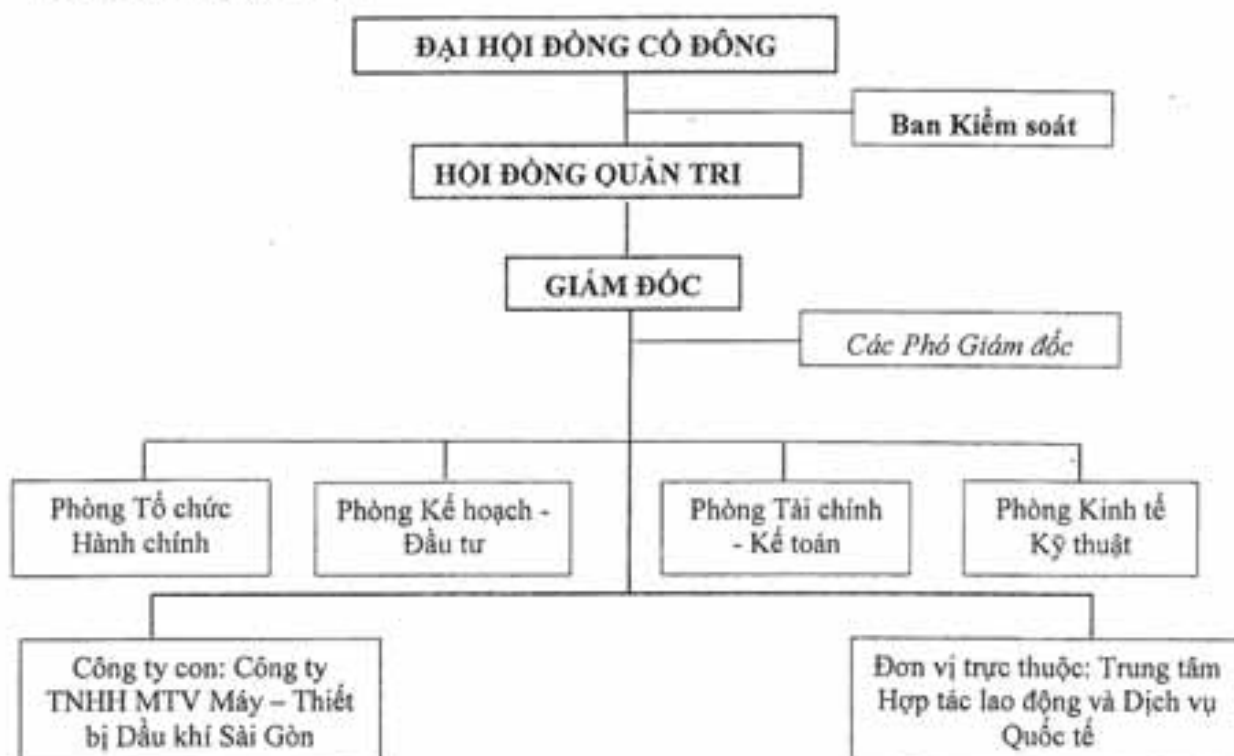 ĐẠI HỘI ĐỒNG CỔ ĐÔNG
Ban Kiểm soát
HỘI ĐỒNG QUẢN TRỊ
GIÁM ĐỐC
Các Phó Giám đốc
Phòng Tổ chức
Hành chính
Phòng Kế hoạch -
Đầu tư
Phòng Tài chính
- Kế toán
Phòng Kinh tế
Kỹ thuật
Công ty con: Công ty
TNHH MTV Máy – Thiết
bị Dầu khí Sài Gòn
Đơn vị trực thuộc: Trung tâm
Hợp tác lao động và Dịch vụ
Quốc tế